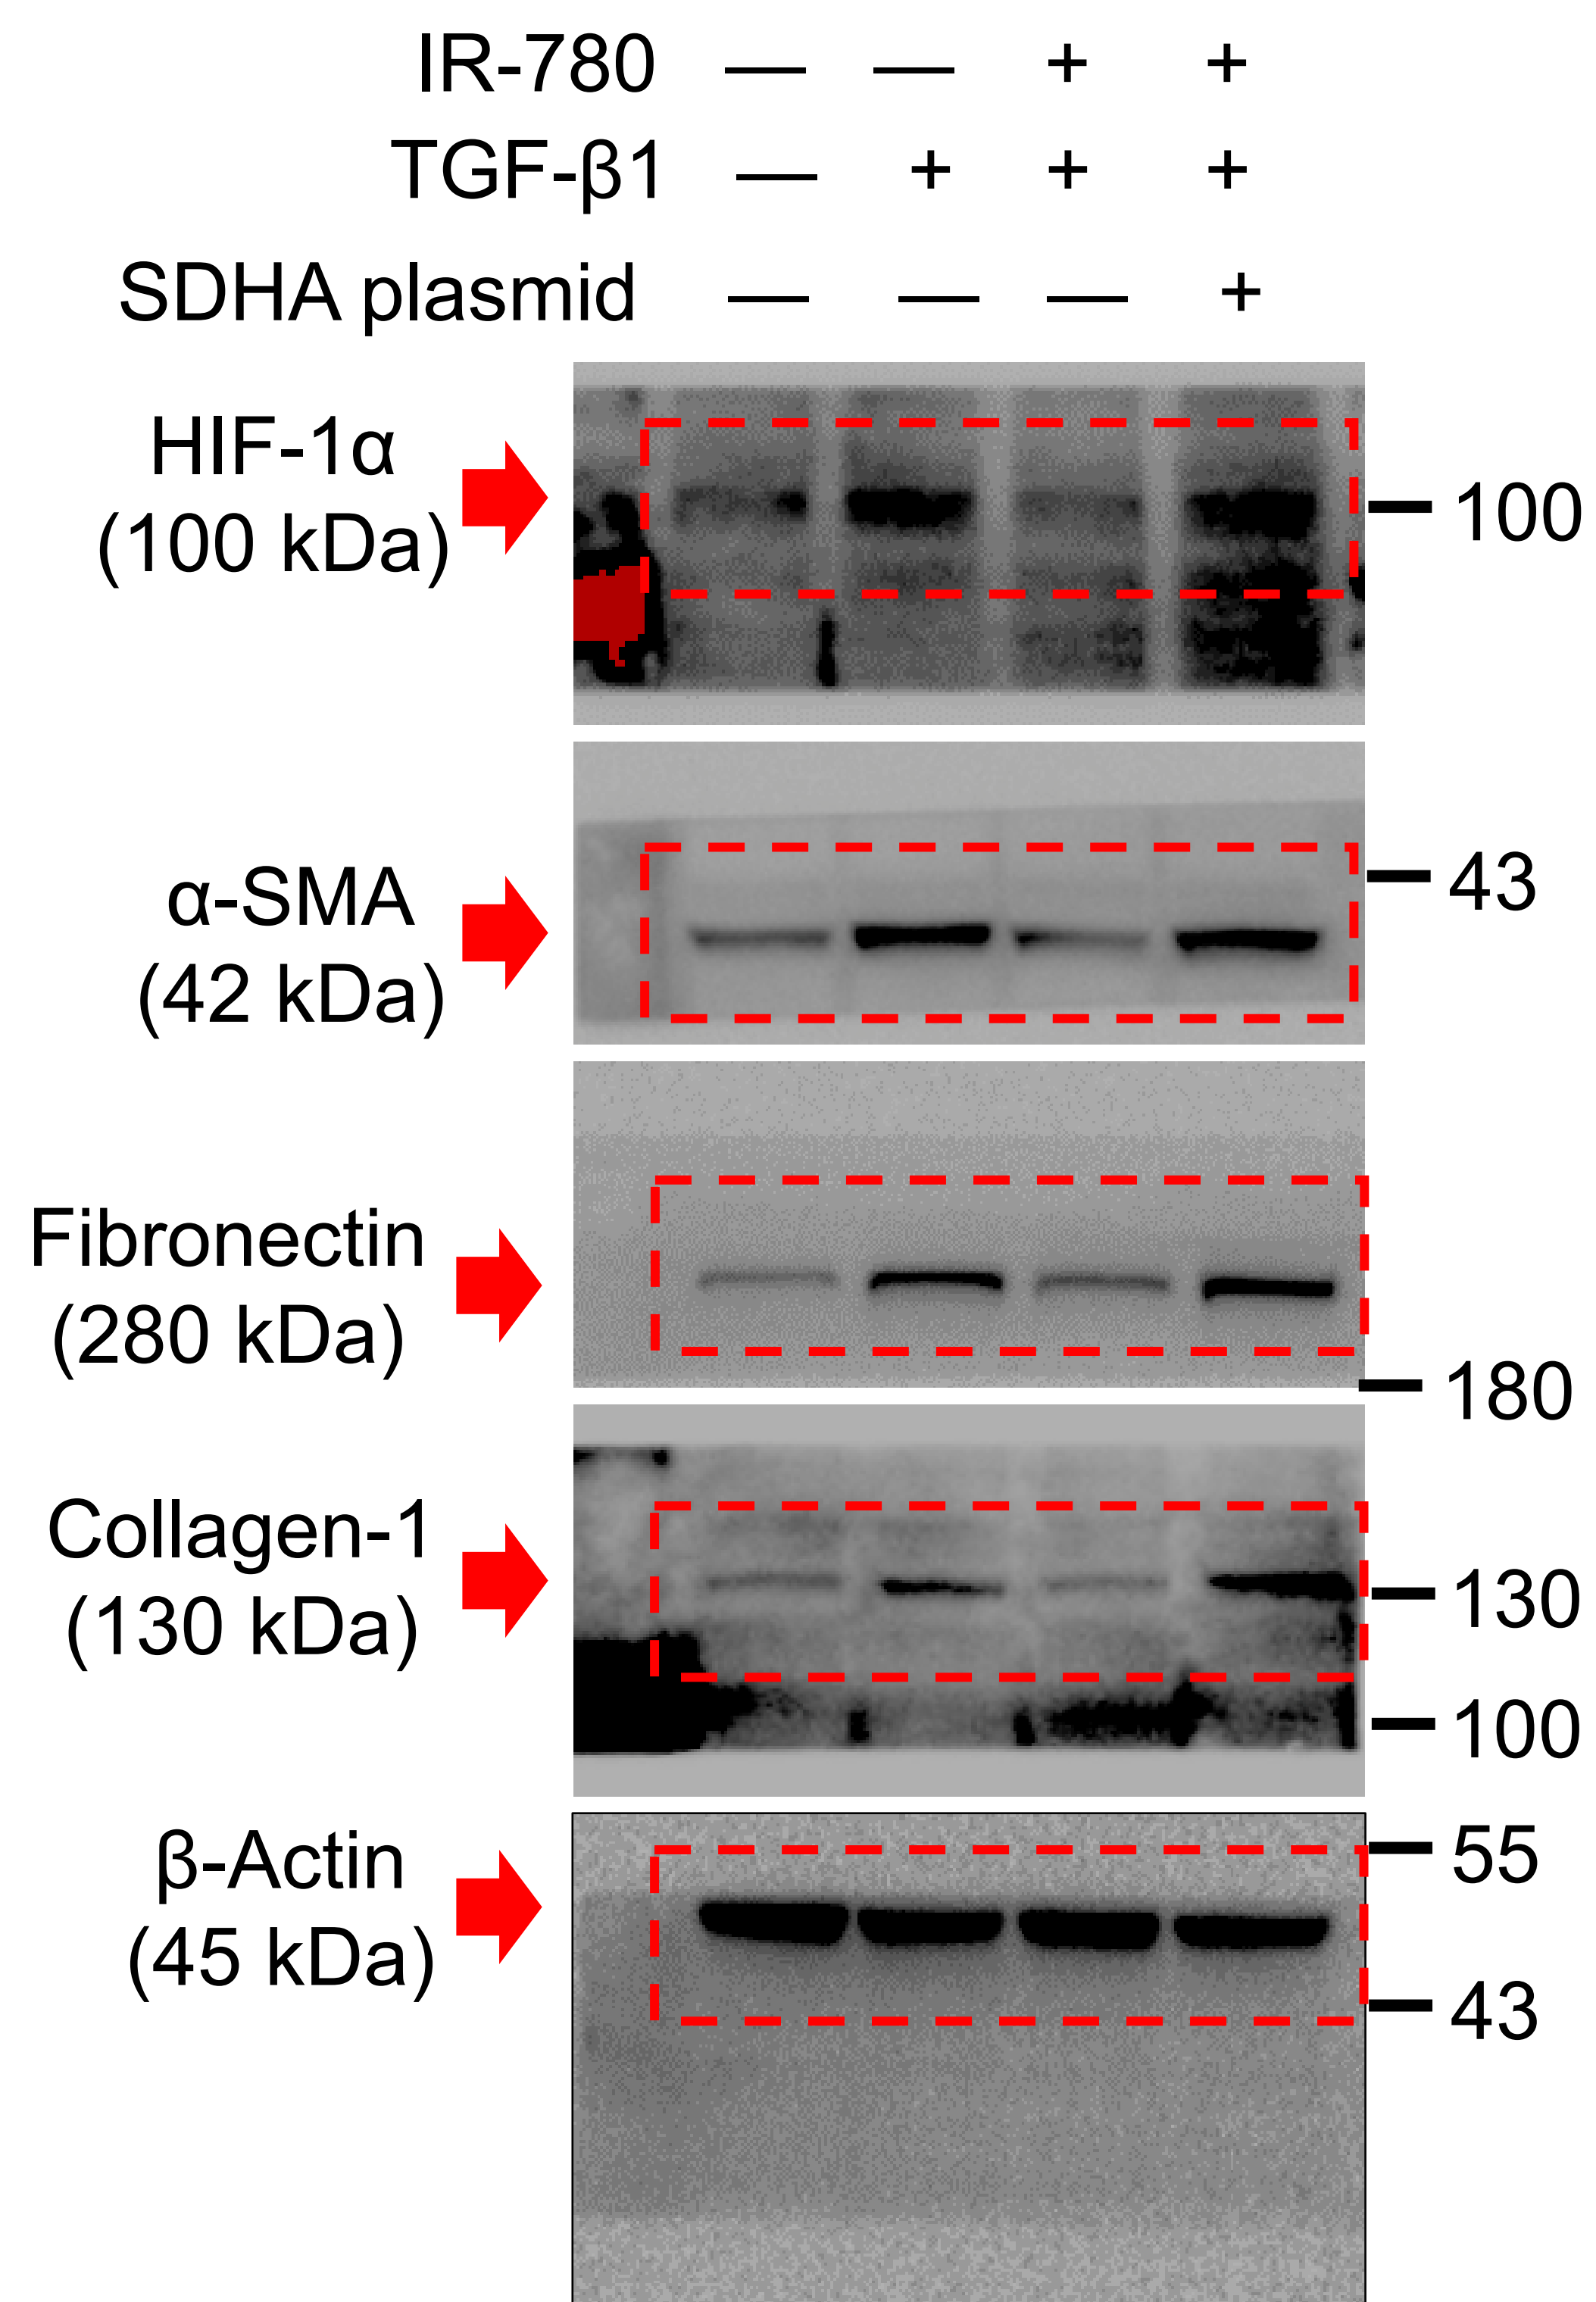 IR-780 — — + +
TGF-β1 — + + +
SDHA plasmid — — — +
HIF-1α
(100 kDa)
100
43
α-SMA
(42 kDa)
Fibronectin
(280 kDa)
180
Collagen-1
(130 kDa)
130
100
β-Actin
(45 kDa)
55
43